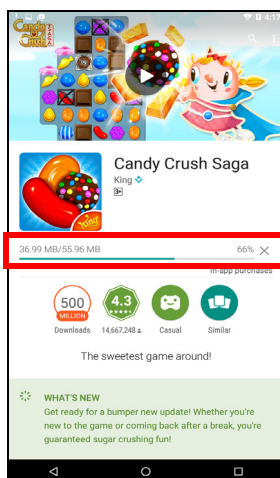 4:17
Candy
Crush
SAGA
Candy Crush Saga
King
3+
king
36.99 MB/55.96 MB 66%
In-app purchases
500
MILLION
4.3
Downloads 14,667,248 Casual Similar
The sweetest game around!
WHAT'S NEW
Get ready for a bumper new update! Whether you're
new to the game or coming back after a break, you're
guaranteed sugar crushing fun!